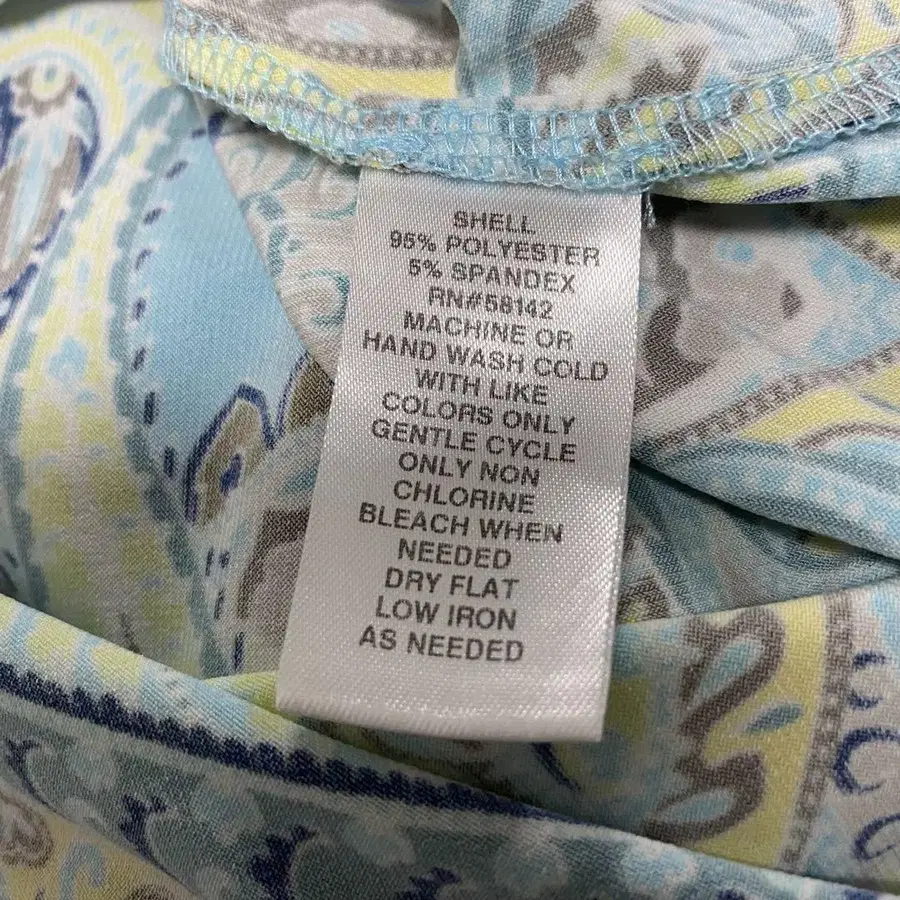 SHELL
95% POLYESTER
5% SPANDEX
RN#58142
MACHINE OR
HAND WASH COLD
WITH LIKE
COLORS ONLY
GENTLE CYCLE
ONLY NON
CHLORINE
BLEACH WHEN
NEEDED
DRY FLAT
LOW IRON
AS NEEDED